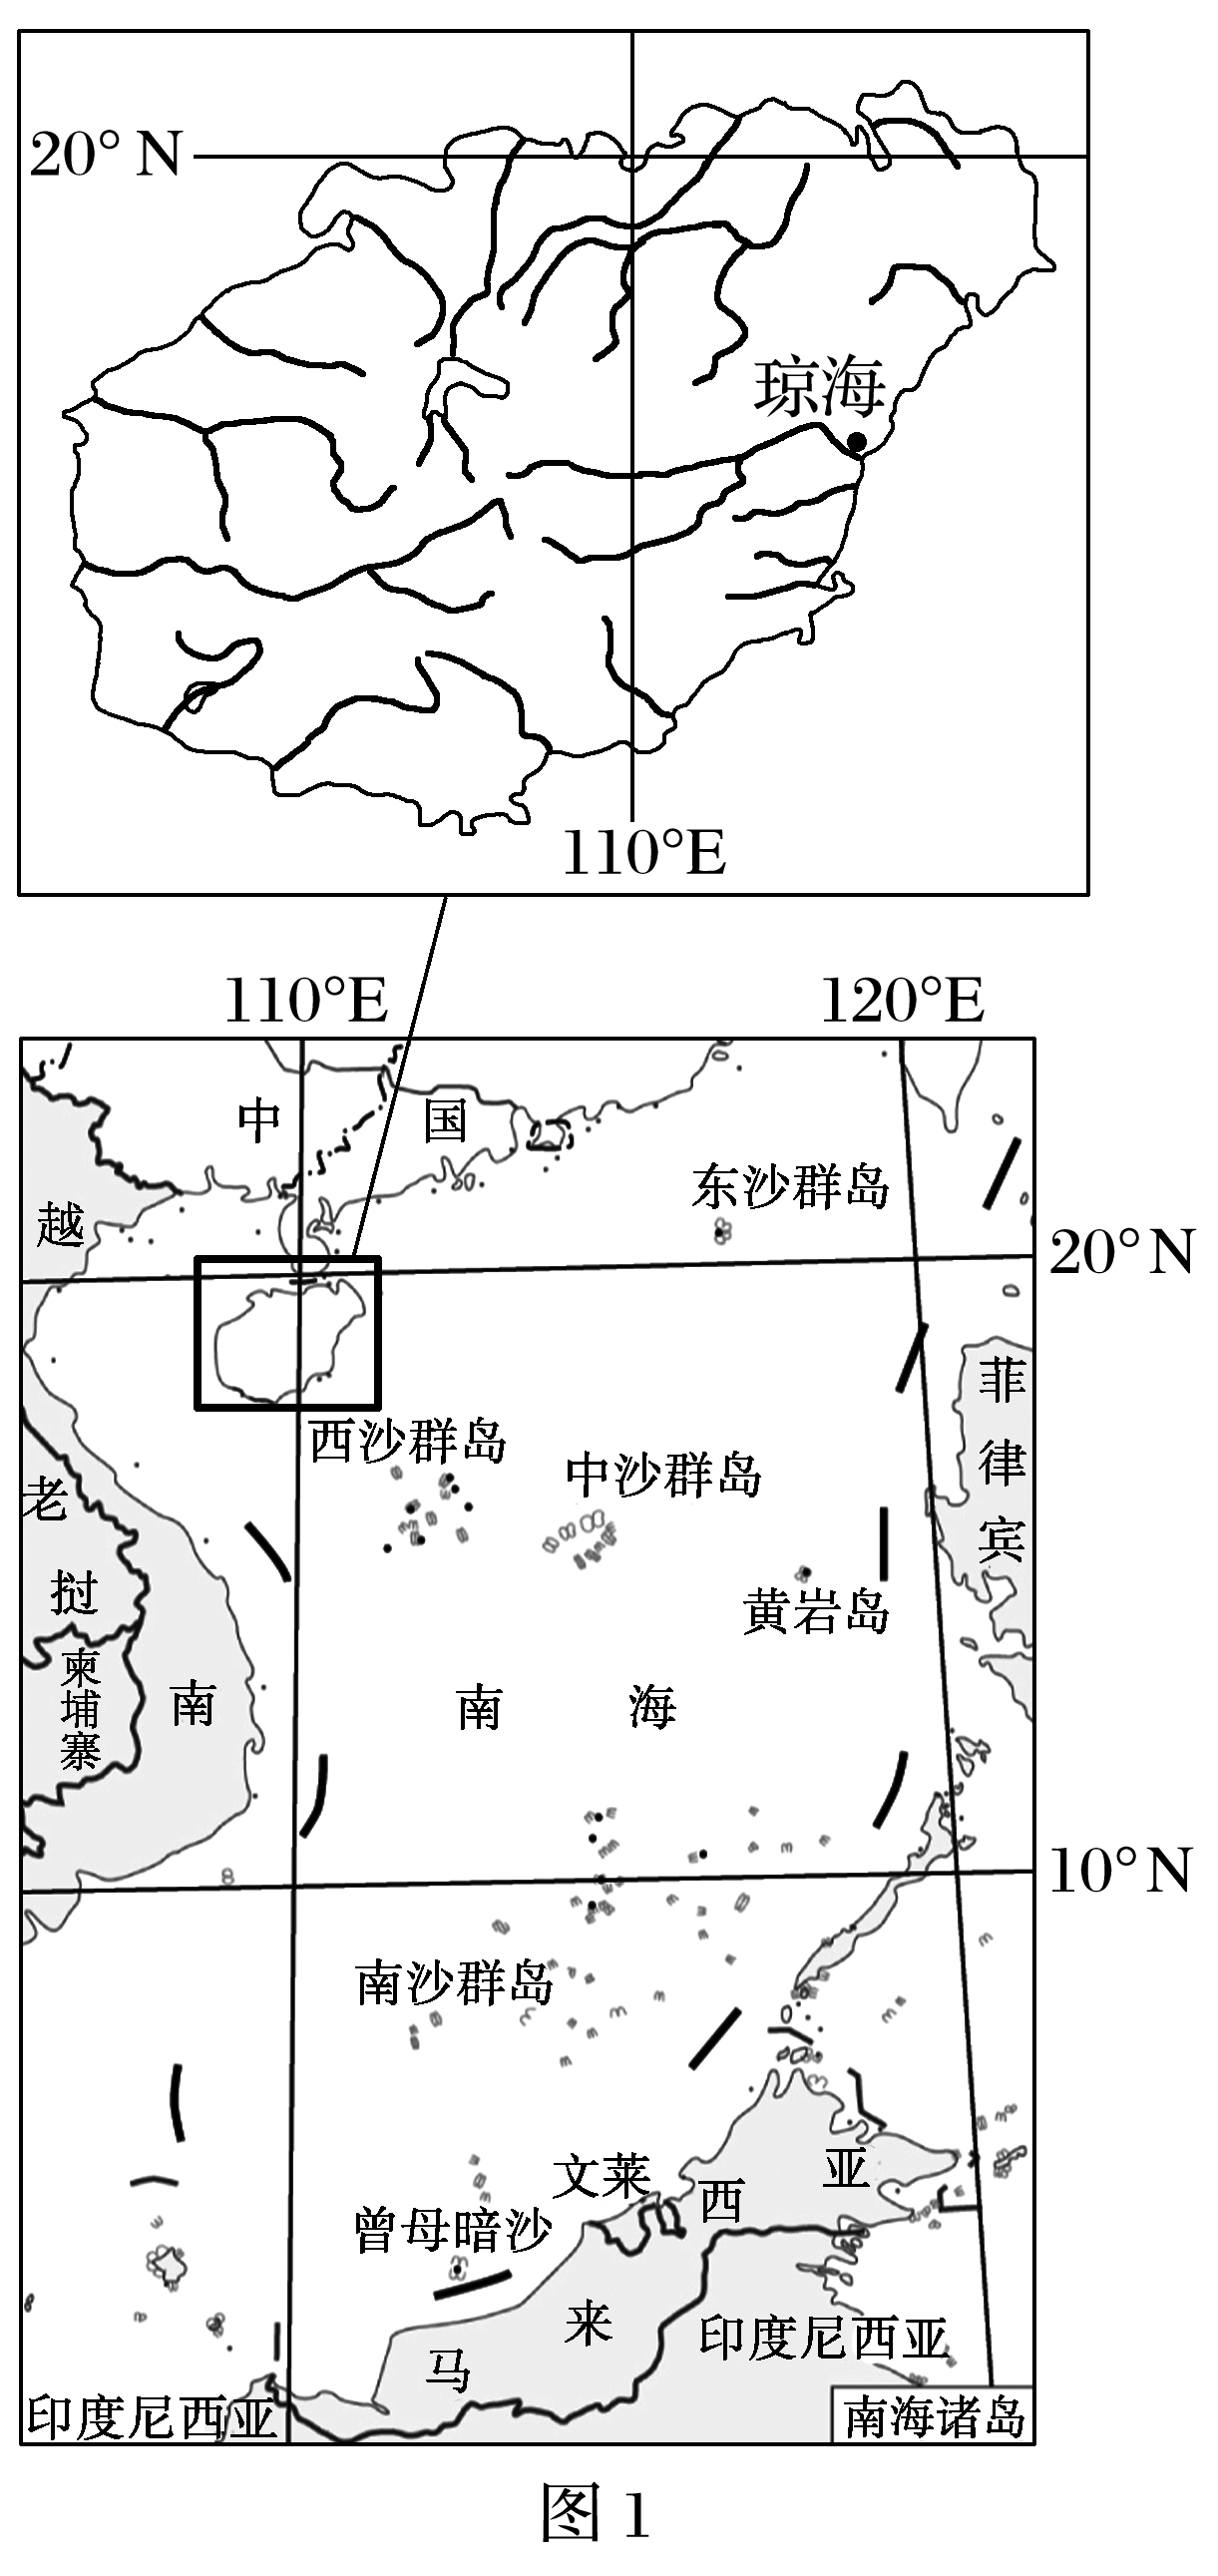 20° N
琼海
110°E
110°E
120°E
中
国
东沙群岛
越
20° N
菲
律
宾
西沙群岛
中沙群岛
老
挝
黄岩岛
柬
埔
寨
南
南
海
10° N
南沙群岛
文莱
西
亚
曾母暗沙
来
马
印度尼西亚
印度尼西亚
南海诸岛
图 1